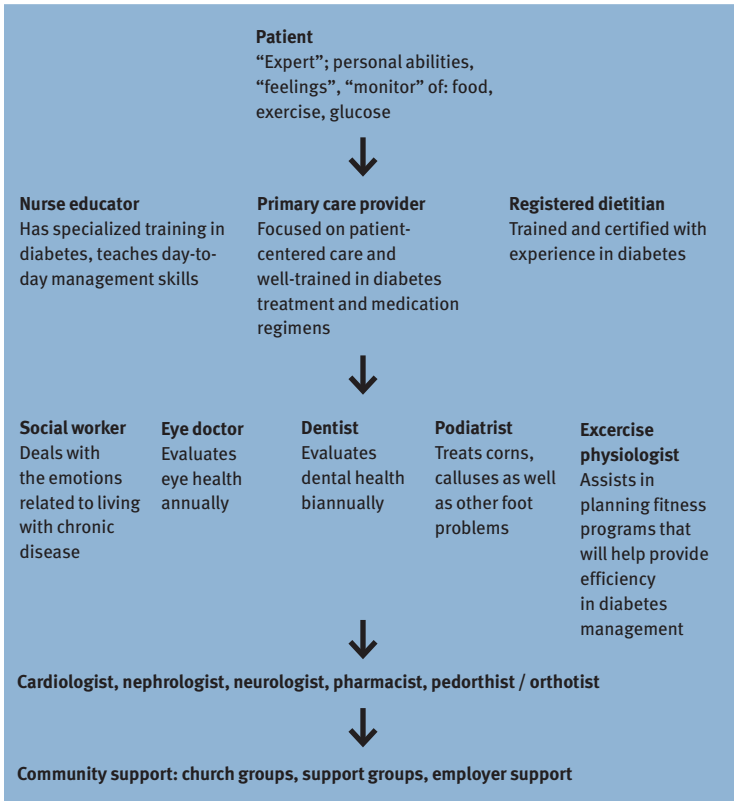 Patient
“Expert”; personal abilities,
“feelings”, “monitor” of: food,
exercise, glucose
Nurse educator
Has specialized training in
diabetes, teaches day-to-
day management skills
Primary care provider
Focused on patient-
centered care and
well-trained in diabetes
treatment and medication
regimens
Registered dietitian
Trained and certified with
experience in diabetes
Social worker
Deals with
the emotions
related to living
with chronic
disease
Eye doctor
Evaluates
eye health
annually
Dentist
Evaluates
dental health
biannually
Podiatrist
Treats corns,
calluses as well
as other foot
problems
Excercise
physiologist
Assists in
planning fitness
programs that
will help provide
efficiency
in diabetes
management
Cardiologist, nephrologist, neurologist, pharmacist, pedorthist / orthotist
Community support: church groups, support groups, employer support